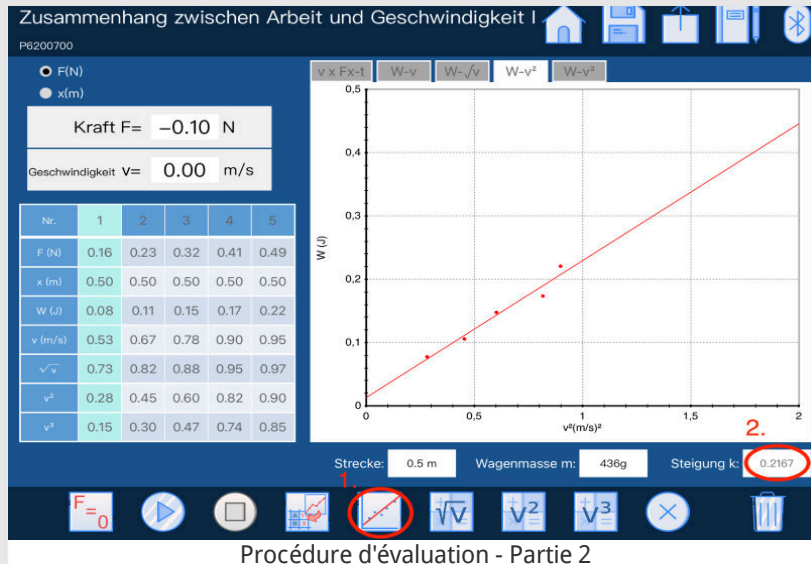 Zusammenhang zwischen Arbeit und Geschwindigkeit I
P6200700
F(N)
x(m)
Kraft F= −0.10 N
Geschwindigkeit v= 0.00 m/s
Nr. 1 2 3 4 5
F (N) 0.16 0.23 0.32 0.41 0.49
x (m) 0.50 0.50 0.50 0.50 0.50
W (J) 0.08 0.11 0.15 0.17 0.22
v (m/s) 0.53 0.67 0.78 0.90 0.95
√v 0.73 0.82 0.88 0.95 0.97
v² 0.28 0.45 0.60 0.82 0.90
v³ 0.15 0.30 0.47 0.74 0.85
v x Fx-t W-v W-√v W-v² W-v³
0,5
0,4
0,3
0,2
0,1
0
W (J)
0 0,5 1 1,5 2
v²(m/s)²
2.
Strecke: 0.5 m Wagenmasse m: 436g Steigung k: 0.2167
1.
F=0
√v
v²
v³
Procédure d'évaluation - Partie 2